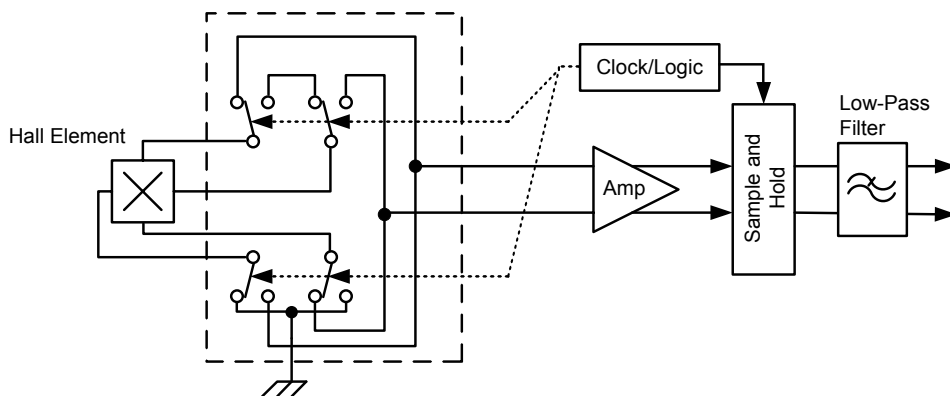 Hall Element
Clock/Logic
Amp
Sample and
Hold
Low-Pass
Filter